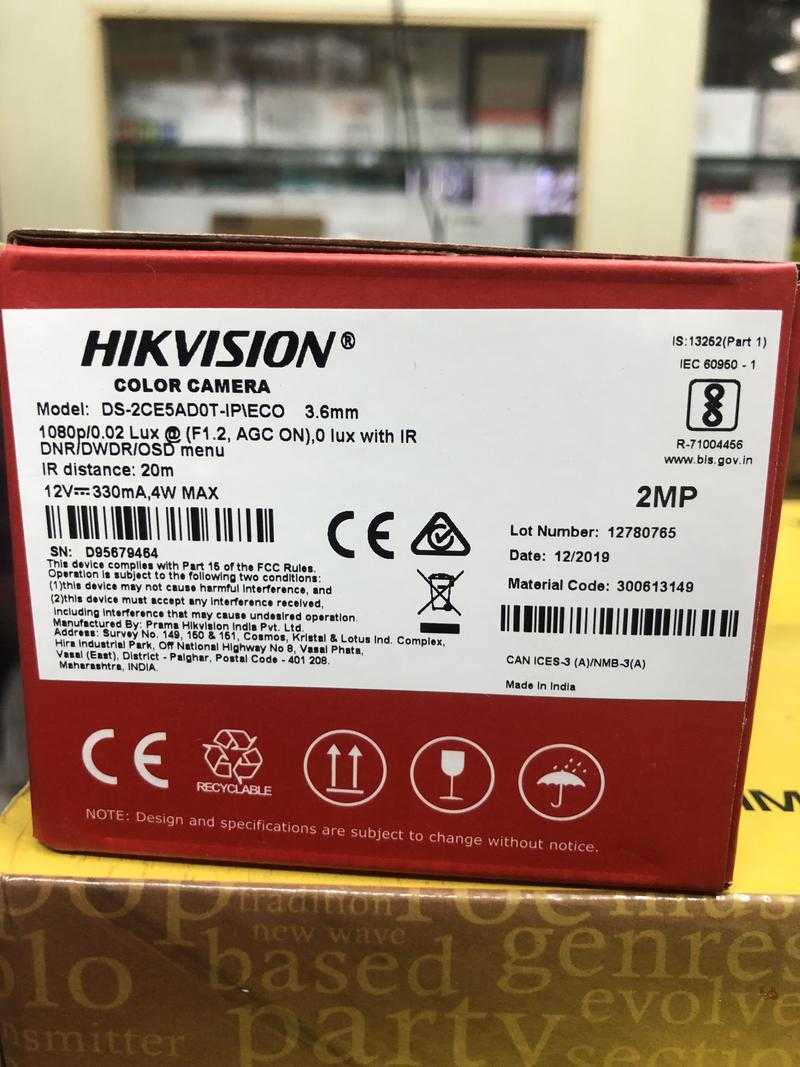 HIKVISION®
COLOR CAMERA
Model: DS-2CE5AD0T-IP\ECO 3.6mm
1080p/0.02 Lux @ (F1.2, AGC ON),0 lux with IR
DNR/DWDR/OSD menu
IR distance: 20m
12V⎓330mA,4W MAX
SN: D95679464
This device complies with Part 15 of the FCC Rules.
Operation is subject to the following two conditions:
(1)this device may not cause harmful interference, and
(2)this device must accept any interference received,
including interference that may cause undesired operation.
Manufactured By: Prama Hikvision India Pvt. Ltd.
Address: Survey No. 149, 150 & 151, Cosmos, Kristal & Lotus Ind. Complex,
Hira Industrial Park, Off National Highway No 8, Vasai Phata,
Vasai (East), District - Palghar, Postal Code - 401 208.
Maharashtra, INDIA.
CE
IS:13252(Part 1)
IEC 60950 - 1
R-71004456
www.bis.gov.in
2MP
Lot Number: 12780765
Date: 12/2019
Material Code: 300613149
CAN ICES-3 (A)/NMB-3(A)
Made in India
CE
RECYCLABLE
NOTE: Design and specifications are subject to change without notice.
tradition
new wave
based
genres
evolve
party